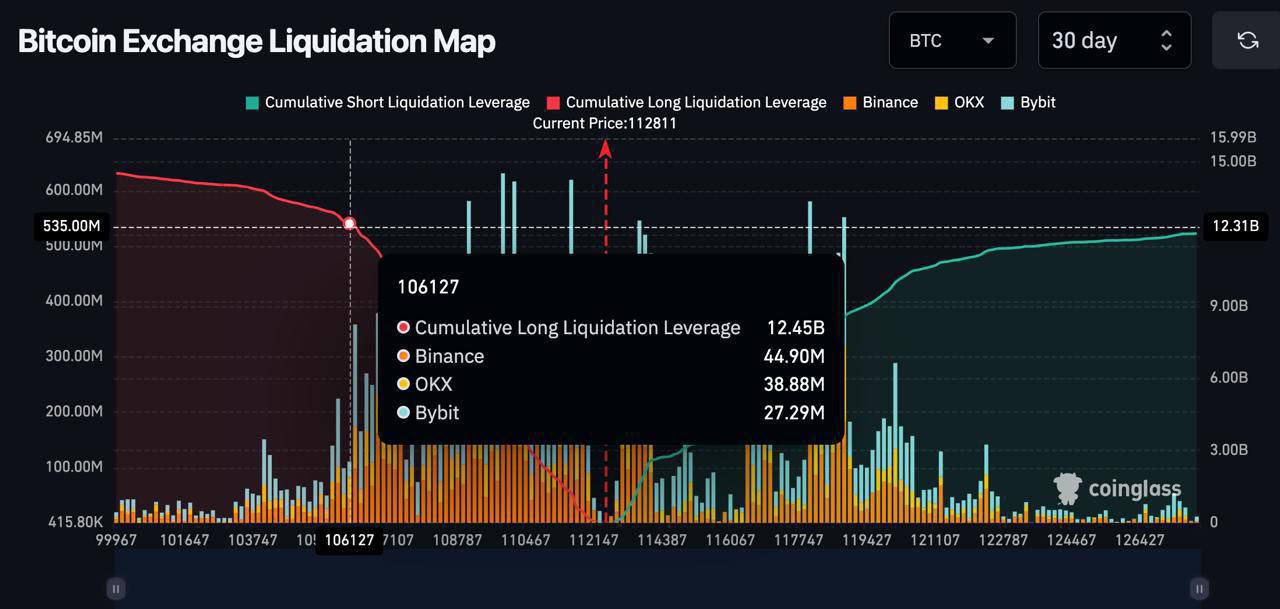 Bitcoin Exchange Liquidation Map
BTC
30 day
Cumulative Short Liquidation Leverage Cumulative Long Liquidation Leverage Binance OKX Bybit
Current Price:112811
694.85M 15.99B
15.00B
600.00M
535.00M 12.31B
500.00M
400.00M 9.00B
300.00M
6.00B
200.00M
3.00B
100.00M
415.80K 0
106127
Cumulative Long Liquidation Leverage 12.45B
Binance 44.90M
OKX 38.88M
Bybit 27.29M
coinglass
99967 101647 103747 106127 108787 110467 112147 114387 116067 117747 119427 121107 122787 124467 126427